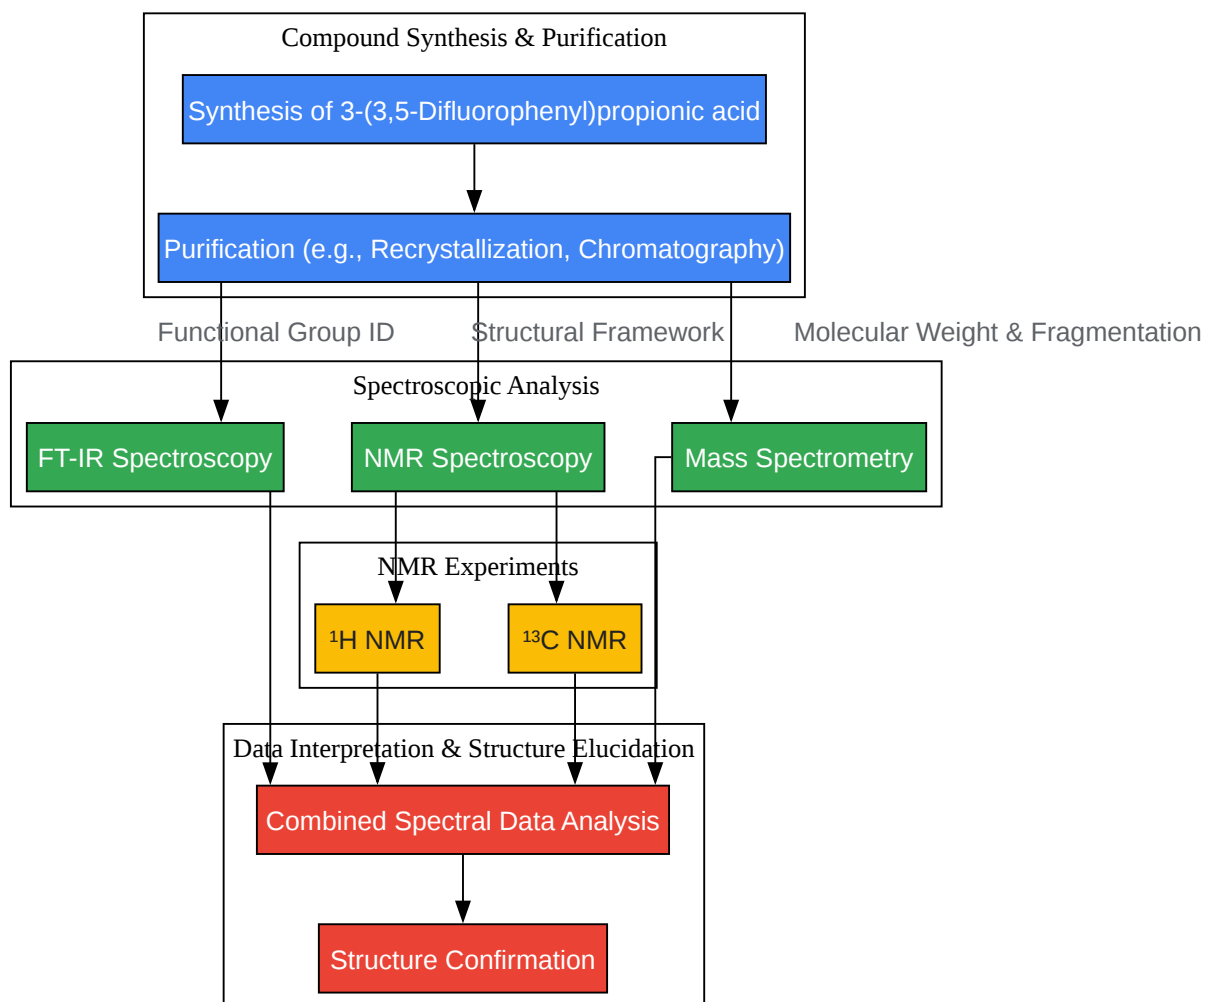 Compound Synthesis & Purification
Synthesis of 3-(3,5-Difluorophenyl)propionic acid
Purification (e.g., Recrystallization, Chromatography)
Functional Group ID
Structural Framework
Molecular Weight & Fragmentation
Spectroscopic Analysis
FT-IR Spectroscopy
NMR Spectroscopy
Mass Spectrometry
NMR Experiments
¹H NMR
¹³C NMR
Data Interpretation & Structure Elucidation
Combined Spectral Data Analysis
Structure Confirmation